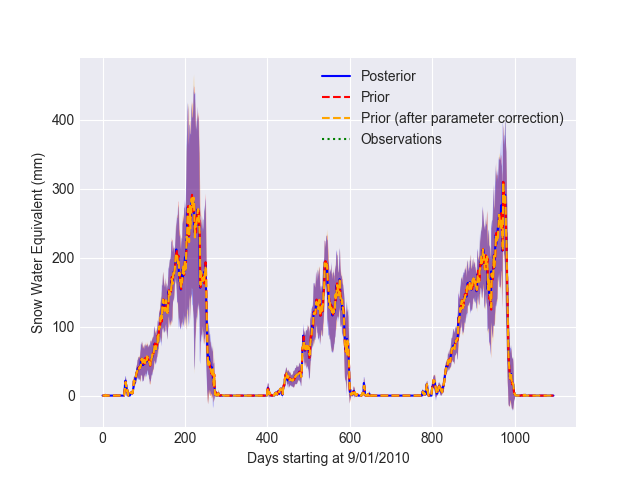 Posterior
Prior
Prior (after parameter correction)
Observations
Snow Water Equivalent (mm)
400
300
200
100
0
0 200 400 600 800 1000
Days starting at 9/01/2010